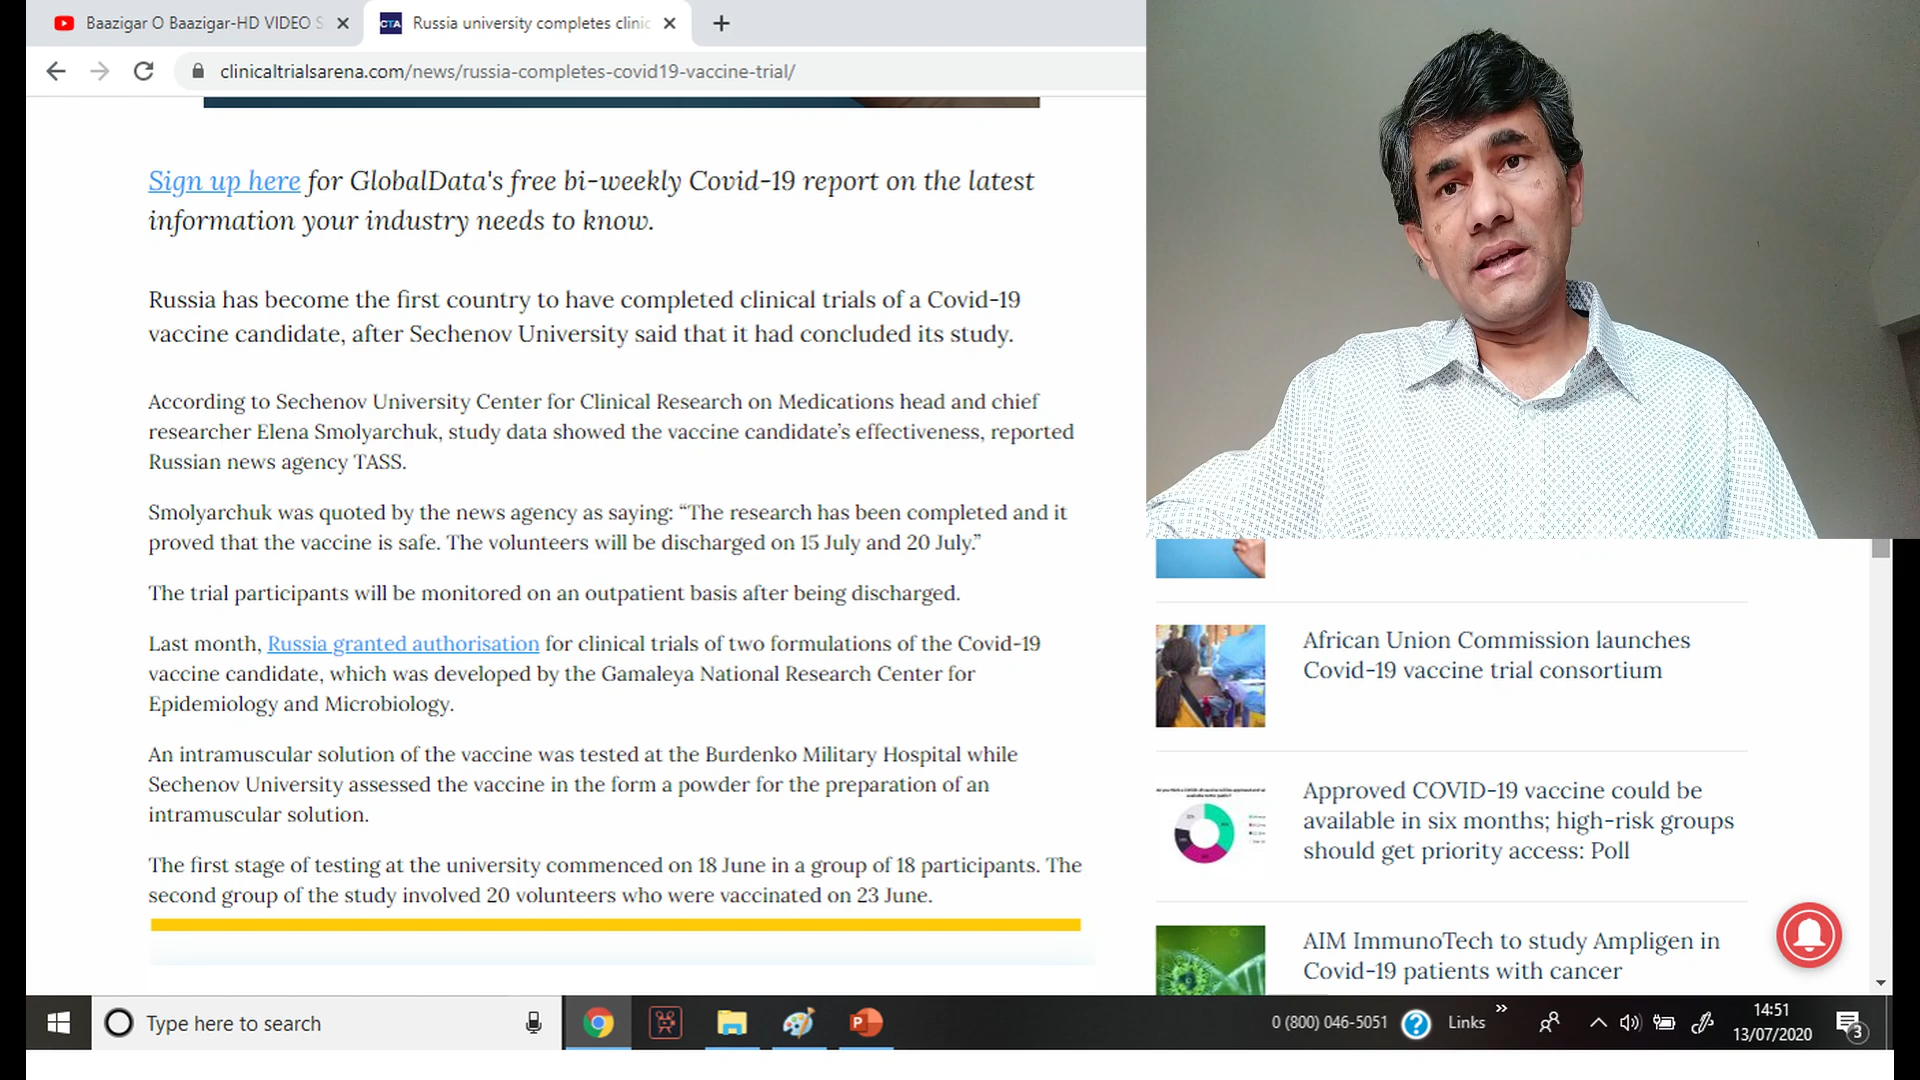 Baazigar O Baazigar-HD VIDEO S
CTA
Russia university completes clinic
clinicaltrialsarena.com/news/russia-completes-covid19-vaccine-trial/
Sign up here for GlobalData's free bi-weekly Covid-19 report on the latest
information your industry needs to know.
Russia has become the first country to have completed clinical trials of a Covid-19
vaccine candidate, after Sechenov University said that it had concluded its study.
According to Sechenov University Center for Clinical Research on Medications head and chief
researcher Elena Smolyarchuk, study data showed the vaccine candidate’s effectiveness, reported
Russian news agency TASS.
Smolyarchuk was quoted by the news agency as saying: “The research has been completed and it
proved that the vaccine is safe. The volunteers will be discharged on 15 July and 20 July.”
The trial participants will be monitored on an outpatient basis after being discharged.
Last month, Russia granted authorisation for clinical trials of two formulations of the Covid-19
vaccine candidate, which was developed by the Gamaleya National Research Center for
Epidemiology and Microbiology.
An intramuscular solution of the vaccine was tested at the Burdenko Military Hospital while
Sechenov University assessed the vaccine in the form a powder for the preparation of an
intramuscular solution.
The first stage of testing at the university commenced on 18 June in a group of 18 participants. The
second group of the study involved 20 volunteers who were vaccinated on 23 June.
African Union Commission launches
Covid-19 vaccine trial consortium
Approved COVID-19 vaccine could be
available in six months; high-risk groups
should get priority access: Poll
AIM ImmunoTech to study Ampligen in
Covid-19 patients with cancer
Type here to search
P
0 (800) 046-5051
?
Links
14:51
13/07/2020
3